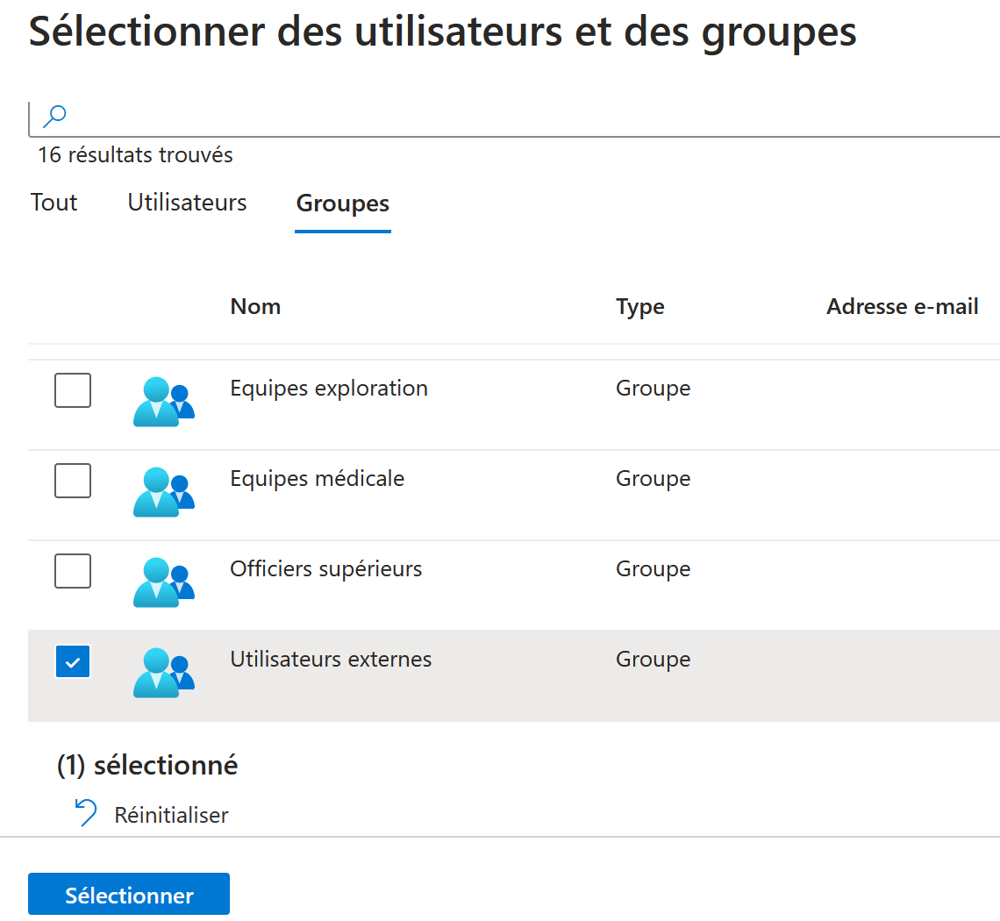 Sélectionner des utilisateurs et des groupes
16 résultats trouvés
Tout Utilisateurs Groupes
Nom Type Adresse e-mail
Equipes exploration Groupe
Equipes médicale Groupe
Officiers supérieurs Groupe
Utilisateurs externes Groupe
(1) sélectionné
Réinitialiser
Sélectionner